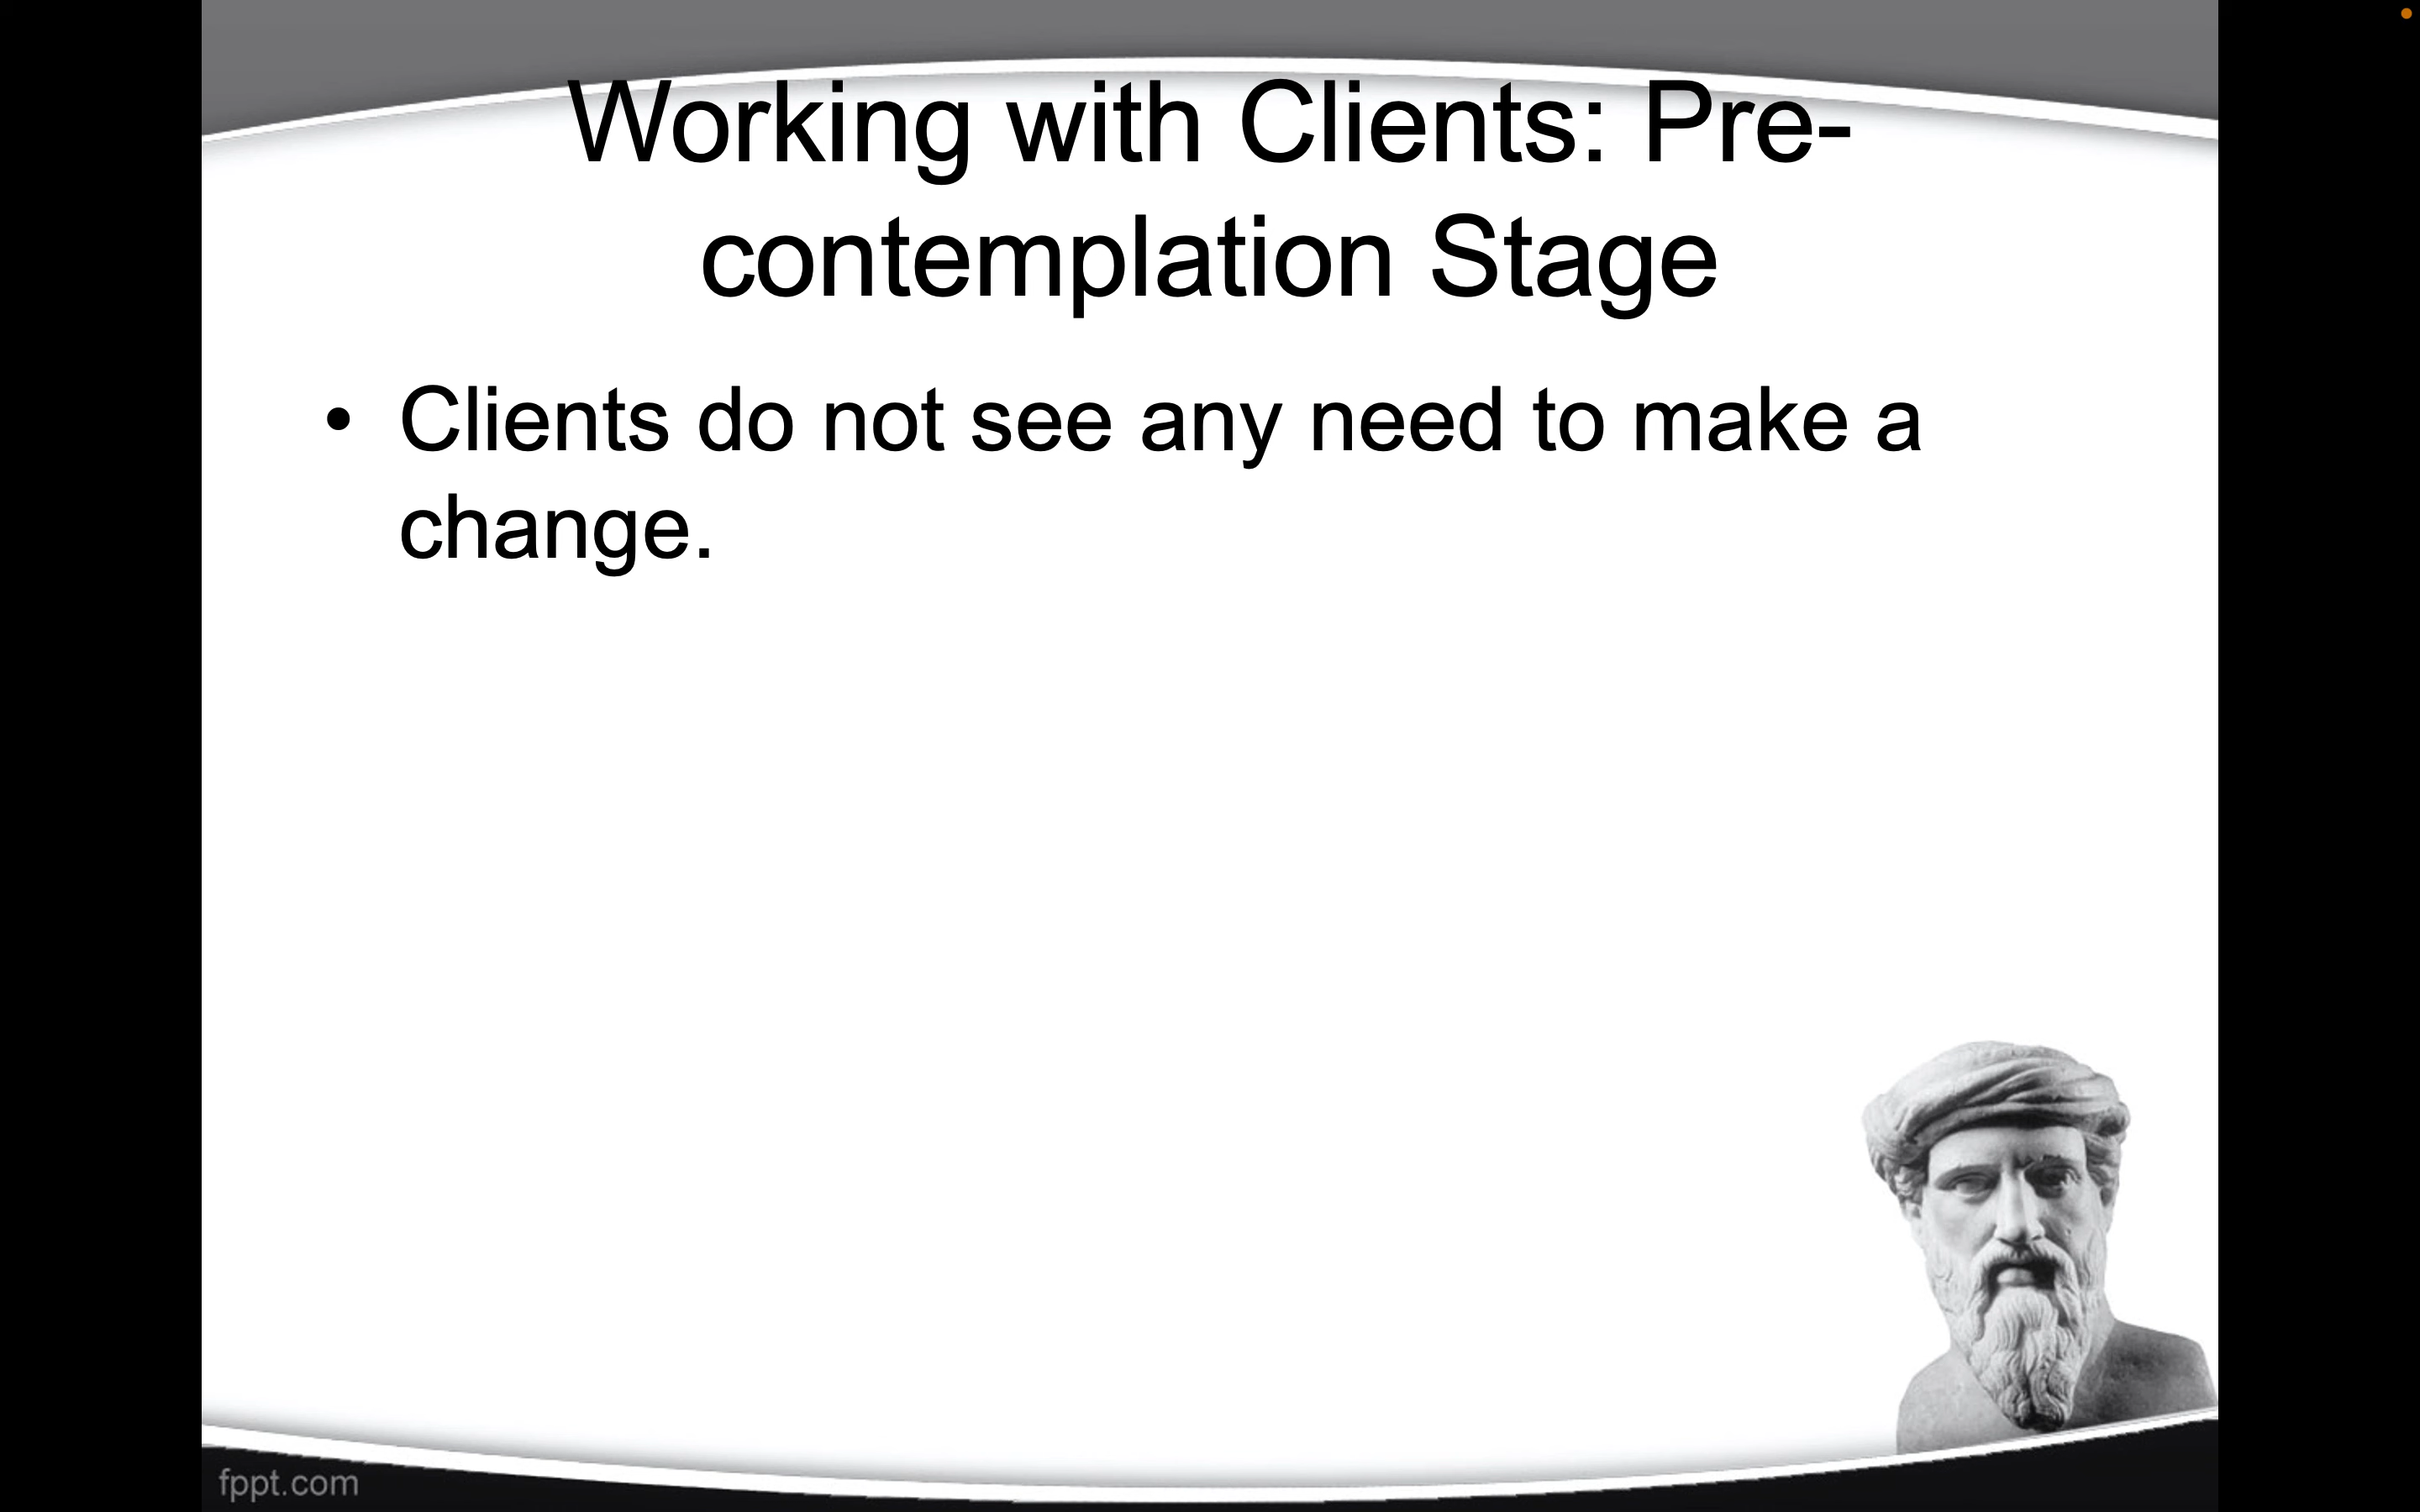 Working with Clients: Pre-
contemplation Stage
• Clients do not see any need to make a
change.
fppt.com